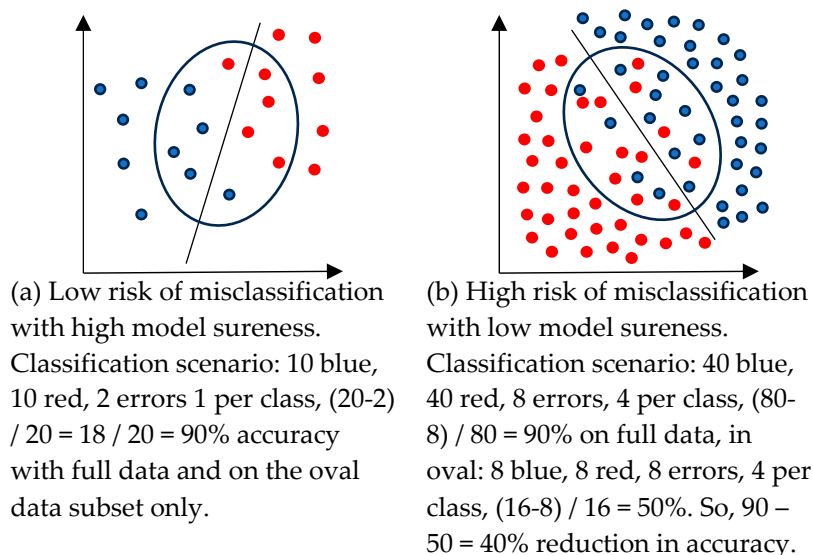 (a) Low risk of misclassification
with high model sureness.
Classification scenario: 10 blue,
10 red, 2 errors 1 per class, (20-2)
/ 20 = 18 / 20 = 90% accuracy
with full data and on the oval
data subset only.
(b) High risk of misclassification
with low model sureness.
Classification scenario: 40 blue,
40 red, 8 errors, 4 per class, (80-
8) / 80 = 90% on full data, in
oval: 8 blue, 8 red, 8 errors, 4 per
class, (16-8) / 16 = 50%. So, 90 –
50 = 40% reduction in accuracy.